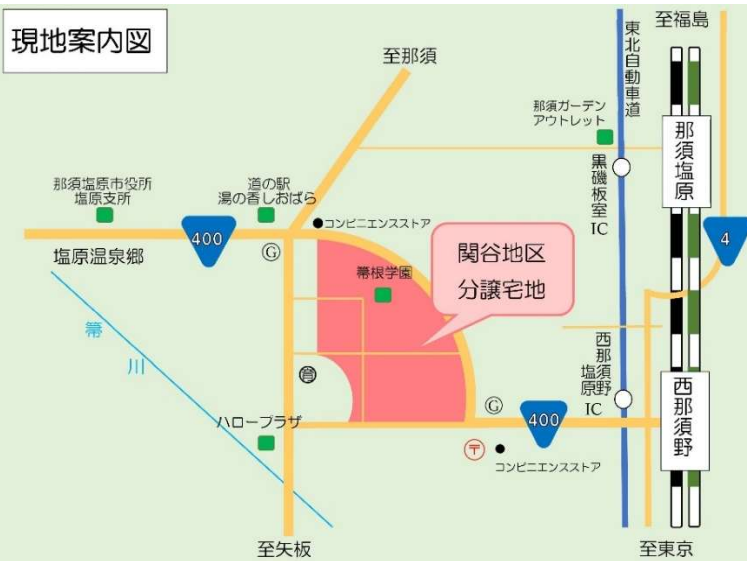 現地案内図
至福島
至那須
東北自動車道
那須ガーデン
アウトレット
那須塩原
黒磯板室IC
那須塩原市役所
塩原支所
道の駅
湯の香しおばら
コンビニエンスストア
400
4
G
塩原温泉郷
関谷地区
分譲宅地
箒根学園
箒川
西那須野
塩原IC
西那須野
ハロープラザ
G
400
〒
コンビニエンスストア
至矢板
至東京